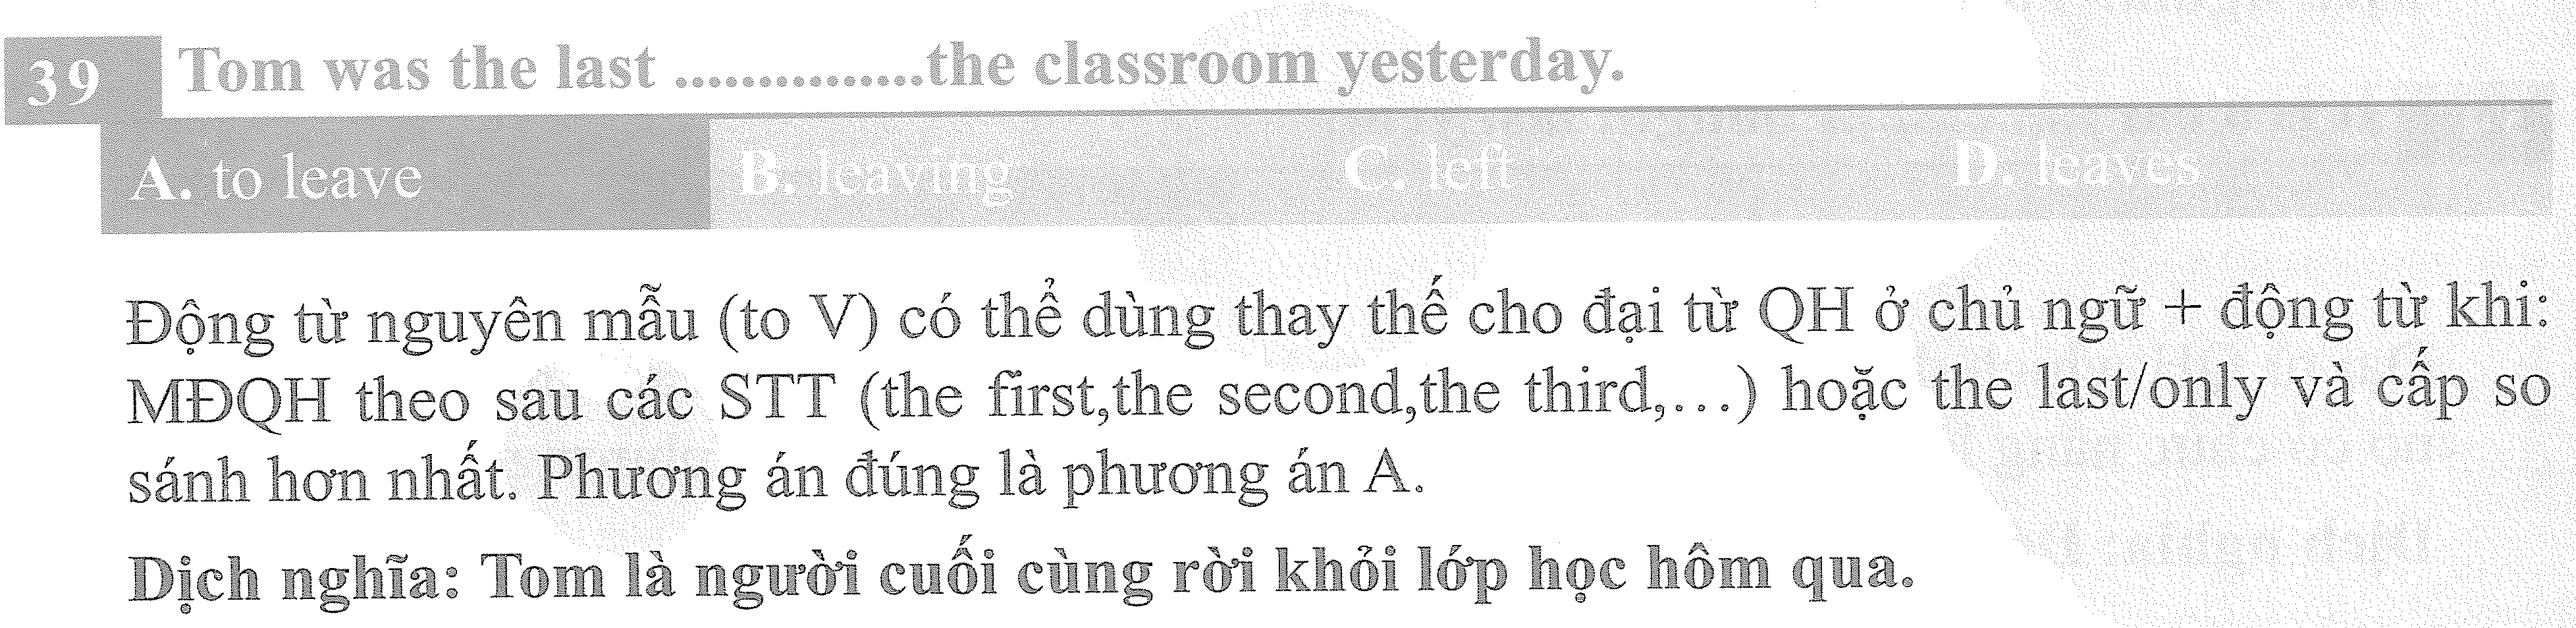 39 Tom was the last ...............the classroom yesterday.
A. to leave B. leaving C. left D. leaves
Động từ nguyên mẫu (to V) có thể dùng thay thế cho đại từ QH ở chủ ngữ + động từ khi:
MĐQH theo sau các STT (the first,the second,the third,...) hoặc the last/only và cấp so
sánh hơn nhất. Phương án đúng là phương án A.
Dịch nghĩa: Tom là người cuối cùng rời khỏi lớp học hôm qua.